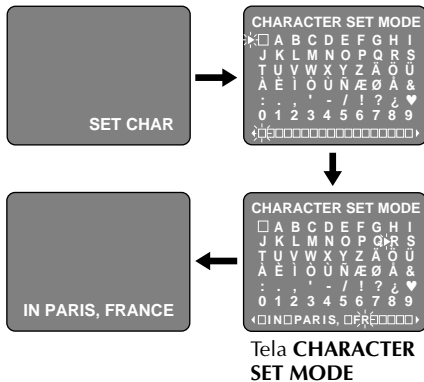 SET CHAR
CHARACTER SET MODE
□ A B C D E F G H I
J K L M N O P Q R S
T U V W X Y Z Ä Ö Ü
À È Ì Ò Ù Ñ Æ Ø Å &
: . , ' - / ! ? ¿ ♥
0 1 2 3 4 5 6 7 8 9
CHARACTER SET MODE
□ A B C D E F G H I
J K L M N O P Q R S
T U V W X Y Z Ä Ö Ü
À È Ì Ò Ù Ñ Æ Ø Å &
: . , ' - / ! ? ¿ ♥
0 1 2 3 4 5 6 7 8 9
□IN□PARIS, □FR□□□□□
IN PARIS, FRANCE
Tela CHARACTER
SET MODE